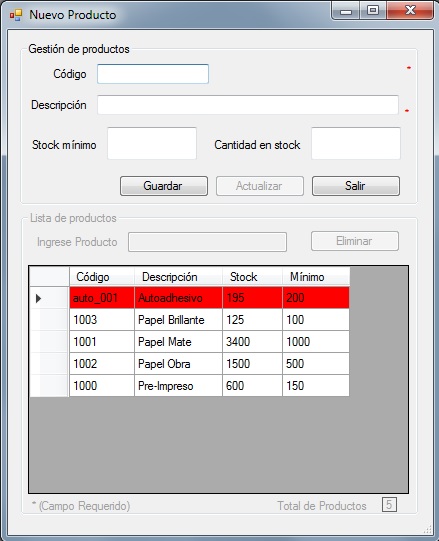 Nuevo Producto
Gestión de productos
Código *
Descripción *
Stock mínimo Cantidad en stock
Guardar Actualizar Salir
Lista de productos
Ingrese Producto Eliminar
Código Descripción Stock Mínimo
auto_001 Autoadhesivo 195 200
1003 Papel Brillante 125 100
1001 Papel Mate 3400 1000
1002 Papel Obra 1500 500
1000 Pre-Impreso 600 150
* (Campo Requerido) Total de Productos 5